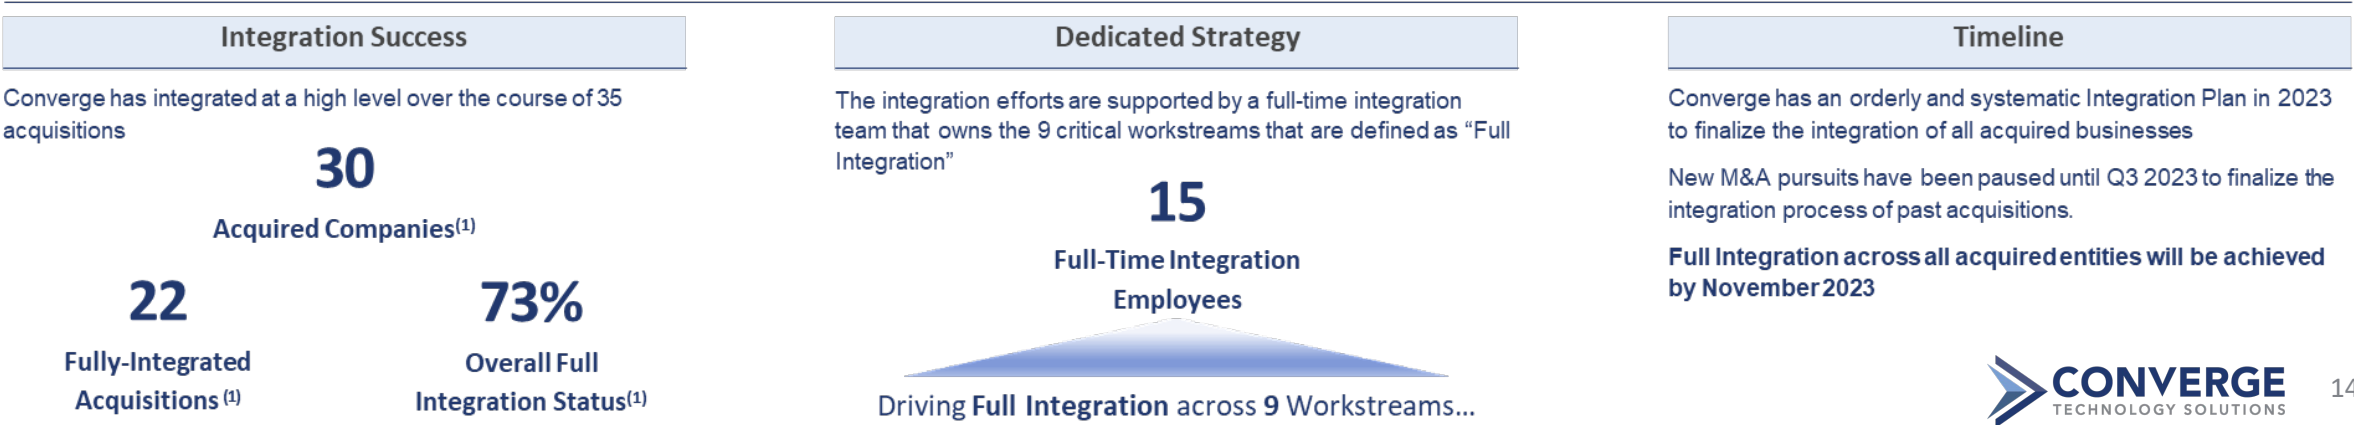 Integration Success
Converge has integrated at a high level over the course of 35
acquisitions
30
Acquired Companies(1)
22
Fully-Integrated
Acquisitions (1)
73%
Overall Full
Integration Status(1)
Dedicated Strategy
The integration efforts are supported by a full-time integration
team that owns the 9 critical workstreams that are defined as “Full
Integration”
15
Full-Time Integration
Employees
Driving Full Integration across 9 Workstreams...
Timeline
Converge has an orderly and systematic Integration Plan in 2023
to finalize the integration of all acquired businesses
New M&A pursuits have been paused until Q3 2023 to finalize the
integration process of past acquisitions.
Full Integration across all acquired entities will be achieved
by November 2023
CONVERGE
TECHNOLOGY SOLUTIONS
14